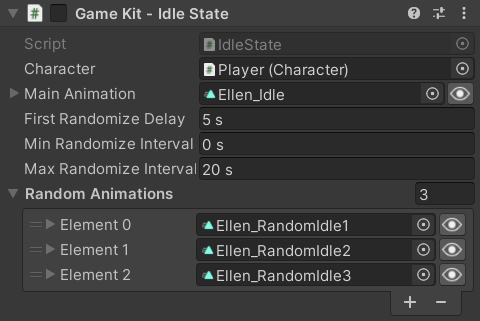 Game Kit - Idle State
Script IdleState
Character Player (Character)
Main Animation Ellen_Idle
First Randomize Delay 5 s
Min Randomize Interval 0 s
Max Randomize Interval 20 s
Random Animations 3
Element 0 Ellen_RandomIdle1
Element 1 Ellen_RandomIdle2
Element 2 Ellen_RandomIdle3